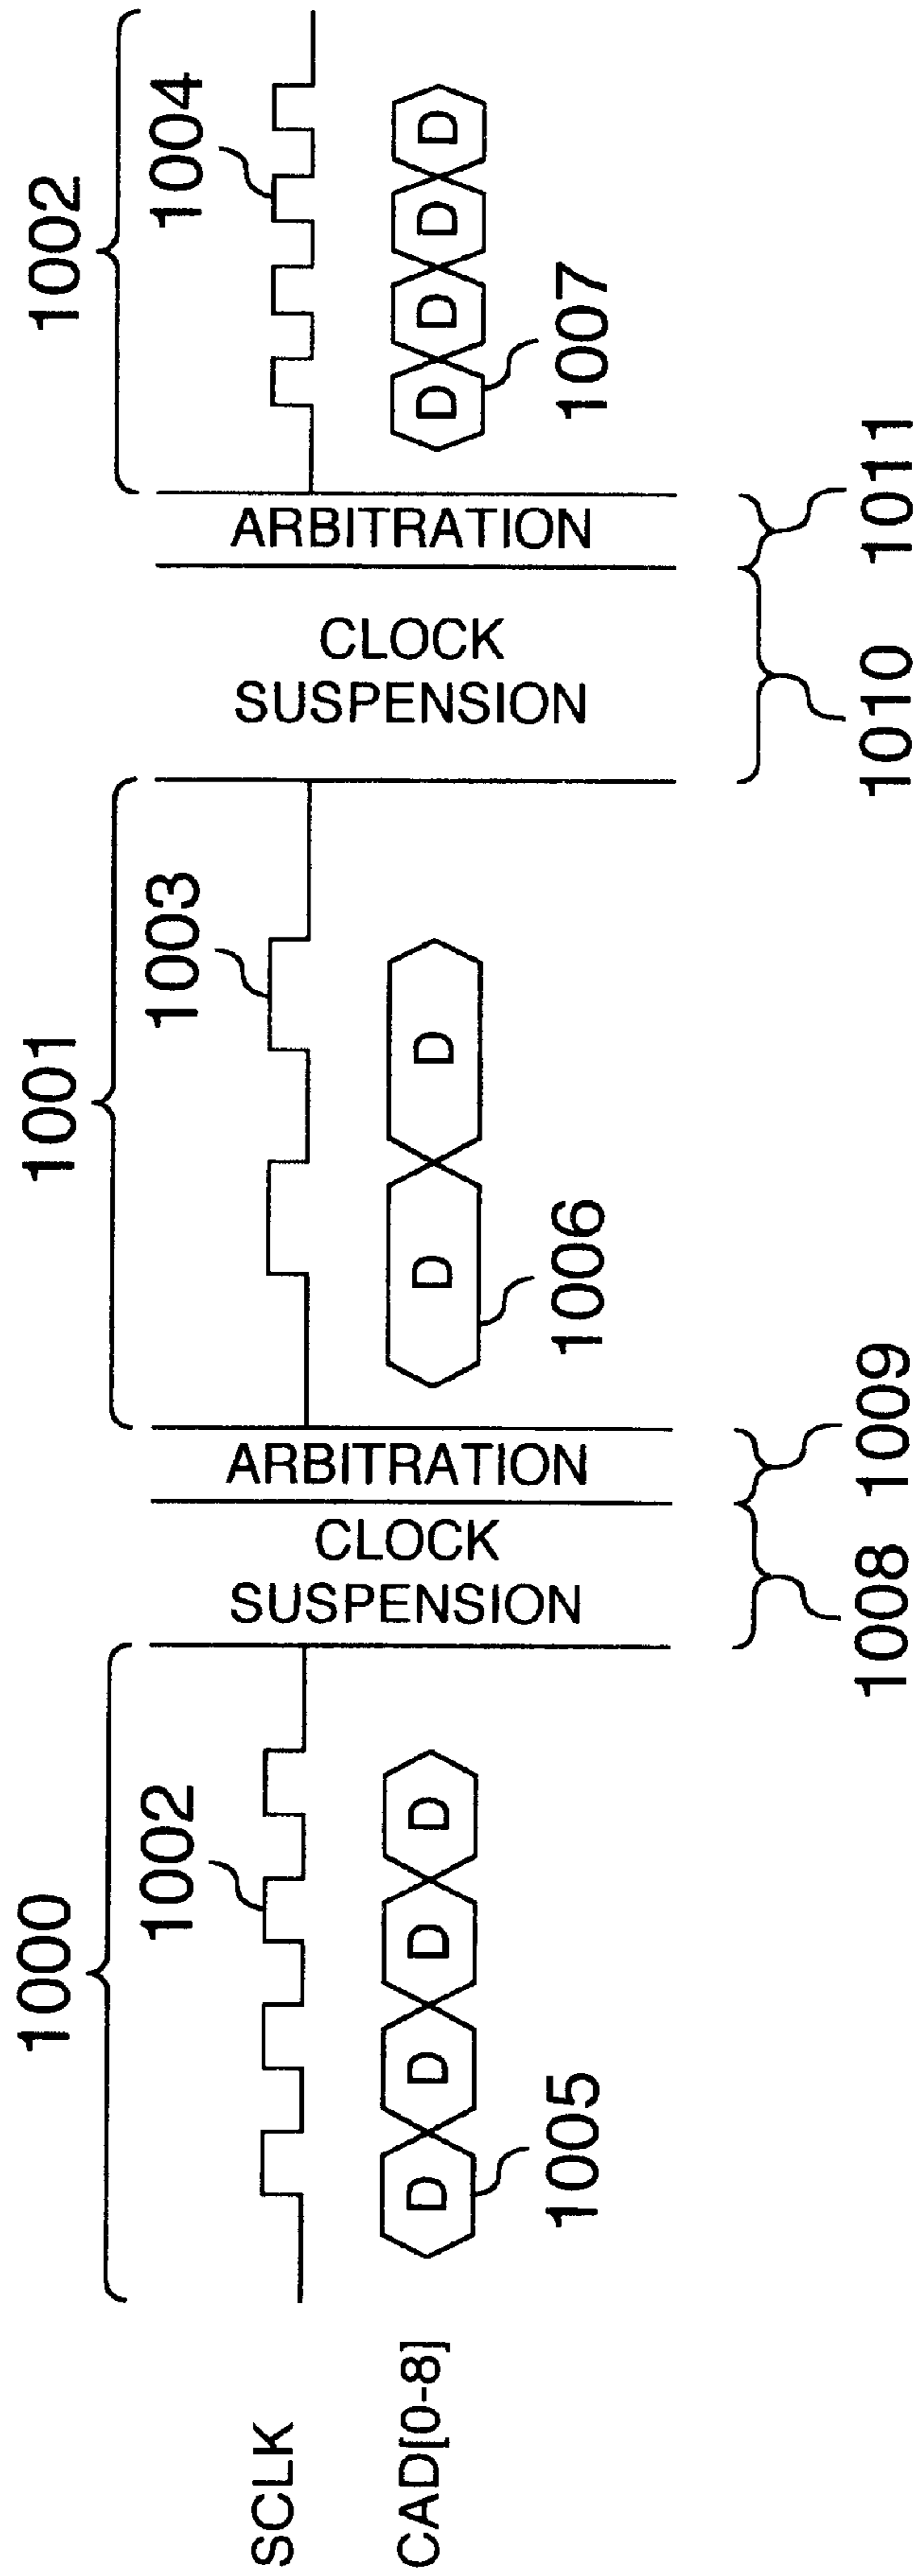 1000
1001
1002
1002
1003
1004
SCLK
CLOCK
SUSPENSION
ARBITRATION
CLOCK
SUSPENSION
ARBITRATION
CAD[0-8]
D
D
D
D
D
D
D
D
D
D
1005
1006
1007
1008
1009
1010
1011